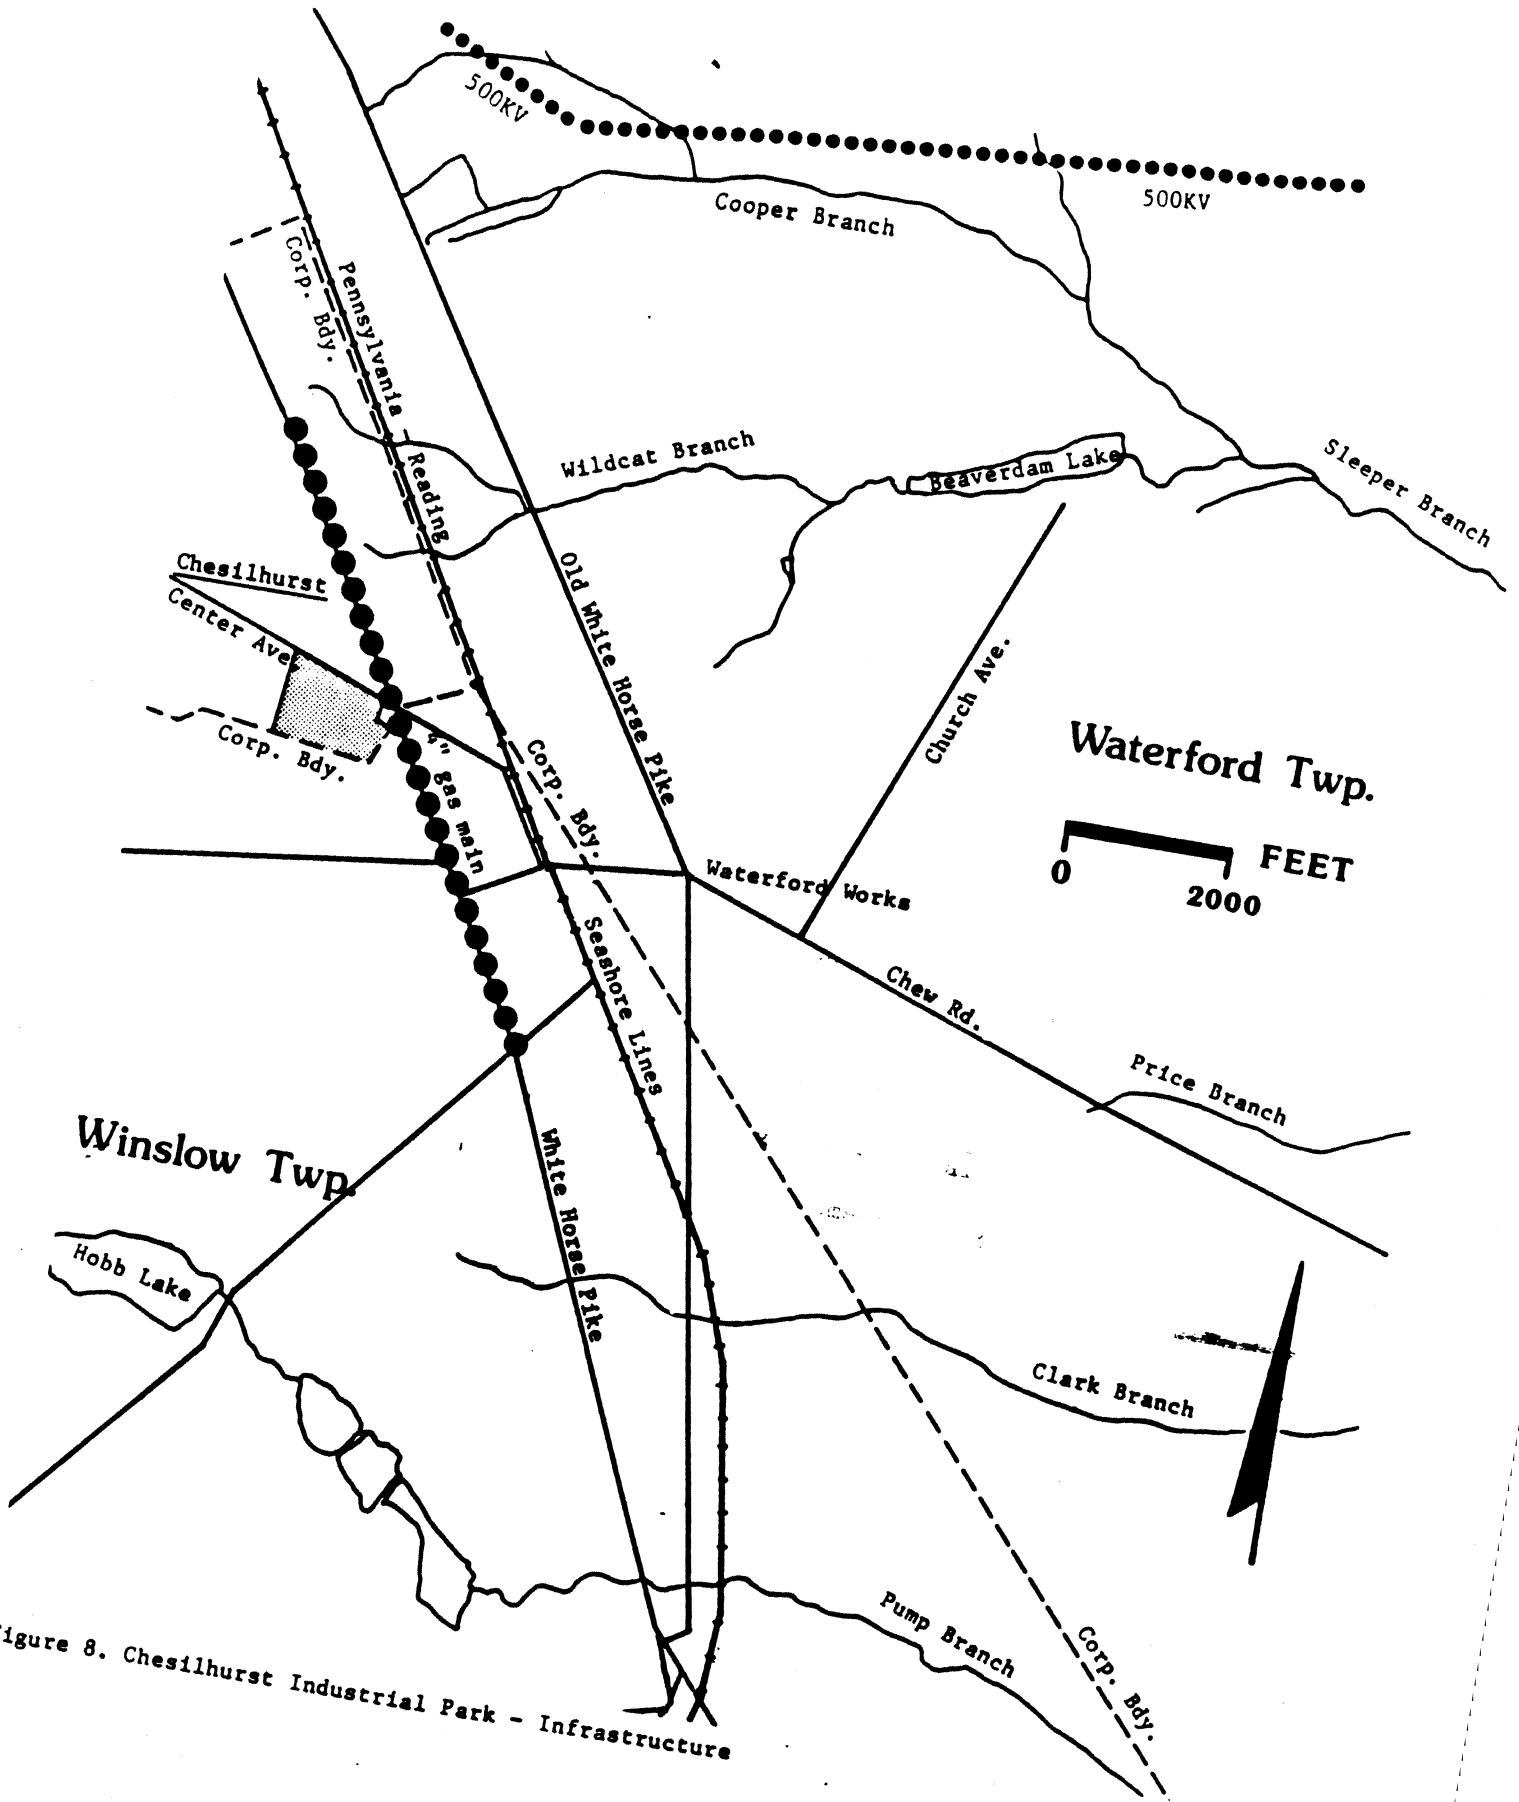 500KV
500KV
Cooper Branch
Corp. Bdy.
Pennsylvania - Reading
Wildcat Branch
Beaverdam Lake
Sleeper Branch
Chesilhurst
Center Ave.
Old White Horse Pike
Church Ave.
Corp. Bdy.
4" gas main
Corp. Bdy.
Waterford Twp.
0 2000 FEET
Waterford Works
Seashore Lines
Chew Rd.
Price Branch
Winslow Twp.
White Horse Pike
Hobb Lake
Clark Branch
Pump Branch
Corp. Bdy.
igure 8. Chesilhurst Industrial Park - Infrastructure